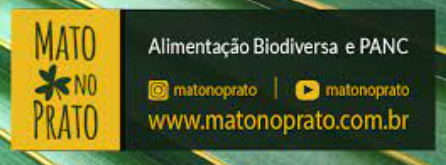 MATO
NO
PRATO
Alimentação Biodiversa e PANC
matonoprato | matonoprato
www.matonoprato.com.br